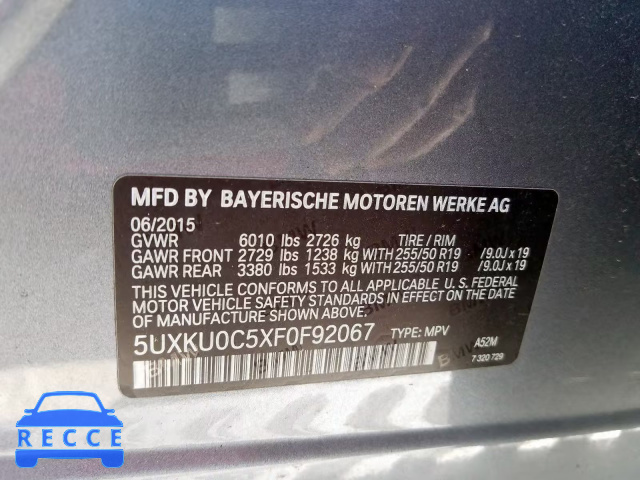 MFD BY BAYERISCHE MOTOREN WERKE AG
06/2015
GVWR 6010 lbs 2726 kg TIRE / RIM
GAWR FRONT 2729 lbs 1238 kg WITH 255/50 R19 /9.0J x 19
GAWR REAR 3380 lbs 1533 kg WITH 255/50 R19 /9.0J x 19
THIS VEHICLE CONFORMS TO ALL APPLICABLE U. S. FEDERAL
MOTOR VEHICLE SAFETY STANDARDS IN EFFECT ON THE DATE
OF MANUFACTURE SHOWN ABOVE.
5UXKU0C5XF0F92067 TYPE: MPV A52M
7 320 729
RECCE